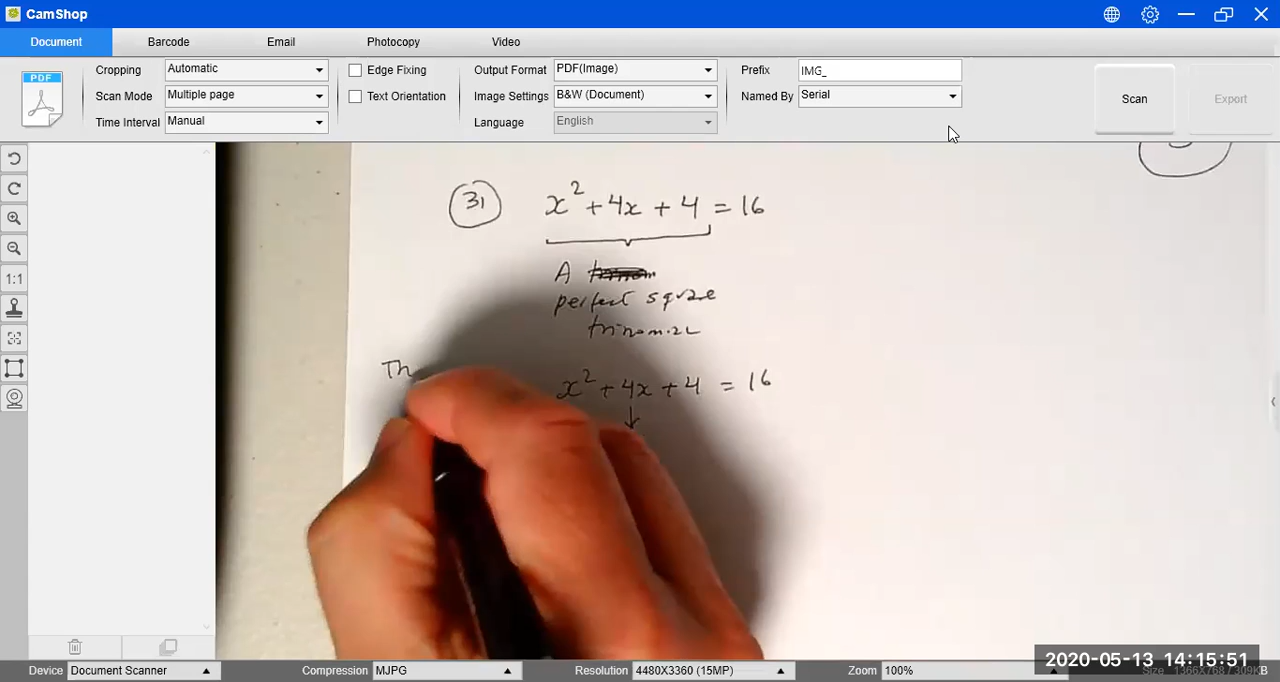 CamShop
Document Barcode Email Photocopy Video
PDF
Cropping Automatic
Scan Mode Multiple page
Time Interval Manual
Edge Fixing
Text Orientation
Output Format PDF(Image)
Image Settings B&W (Document)
Language English
Prefix IMG_
Named By Serial
Scan
Export
1:1
31 x² + 4x + 4 = 16
A
perfect square
trinomial
Th
x² + 4x + 4 = 16
↓
Device Document Scanner Compression MJPG Resolution 4480X3360 (15MP) Zoom 100% Size 1366X768 / 309KB
2020-05-13 14:15:51